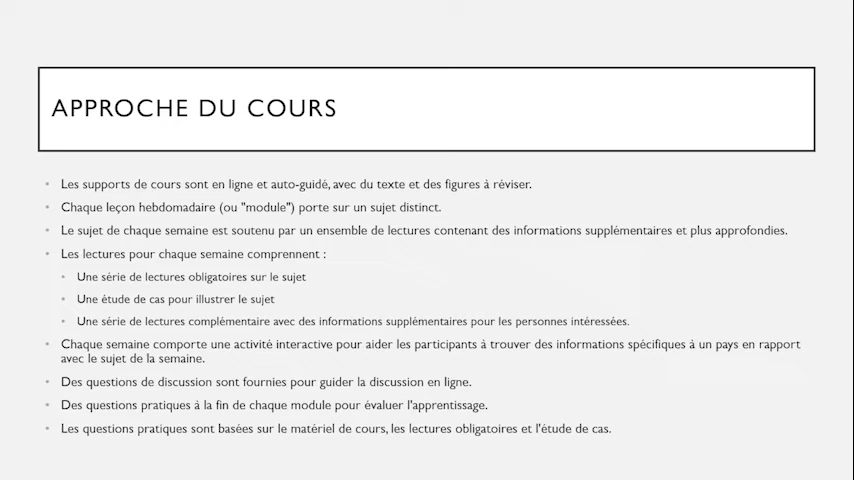 APPROCHE DU COURS
Les supports de cours sont en ligne et auto-guidé, avec du texte et des figures à réviser.
Chaque leçon hebdomadaire (ou "module") porte sur un sujet distinct.
Le sujet de chaque semaine est soutenu par un ensemble de lectures contenant des informations supplémentaires et plus approfondies.
Les lectures pour chaque semaine comprennent :
Une série de lectures obligatoires sur le sujet
Une étude de cas pour illustrer le sujet
Une série de lectures complémentaire avec des informations supplémentaires pour les personnes intéressées.
Chaque semaine comporte une activité interactive pour aider les participants à trouver des informations spécifiques à un pays en rapport
avec le sujet de la semaine.
Des questions de discussion sont fournies pour guider la discussion en ligne.
Des questions pratiques à la fin de chaque module pour évaluer l'apprentissage.
Les questions pratiques sont basées sur le matériel de cours, les lectures obligatoires et l'étude de cas.